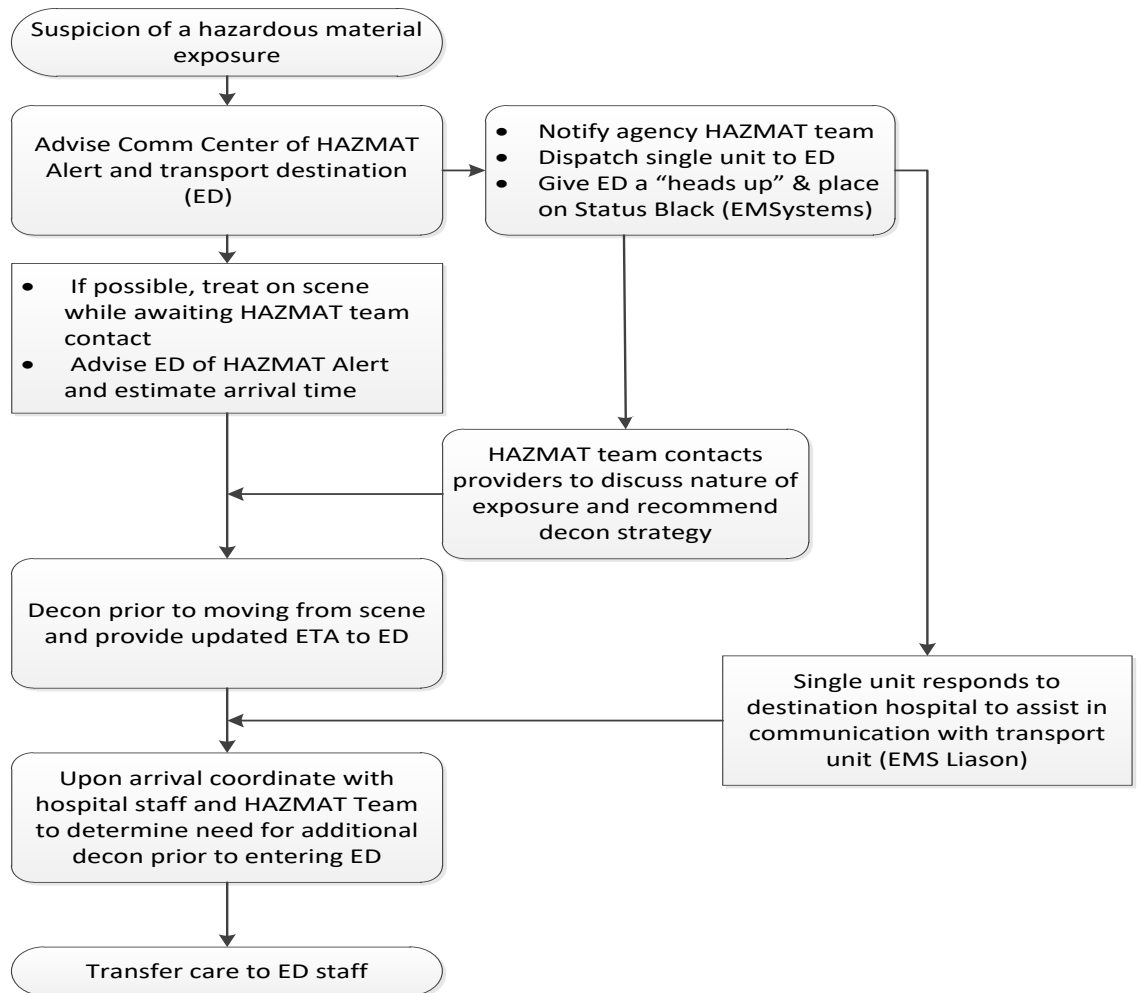 Suspicion of a hazardous material
exposure
Advise Comm Center of HAZMAT
Alert and transport destination
(ED)
• Notify agency HAZMAT team
• Dispatch single unit to ED
• Give ED a “heads up” & place
on Status Black (EMSystems)
• If possible, treat on scene
while awaiting HAZMAT team
contact
• Advise ED of HAZMAT Alert
and estimate arrival time
HAZMAT team contacts
providers to discuss nature of
exposure and recommend
decon strategy
Decon prior to moving from scene
and provide updated ETA to ED
Single unit responds to
destination hospital to assist in
communication with transport
unit (EMS Liason)
Upon arrival coordinate with
hospital staff and HAZMAT Team
to determine need for additional
decon prior to entering ED
Transfer care to ED staff